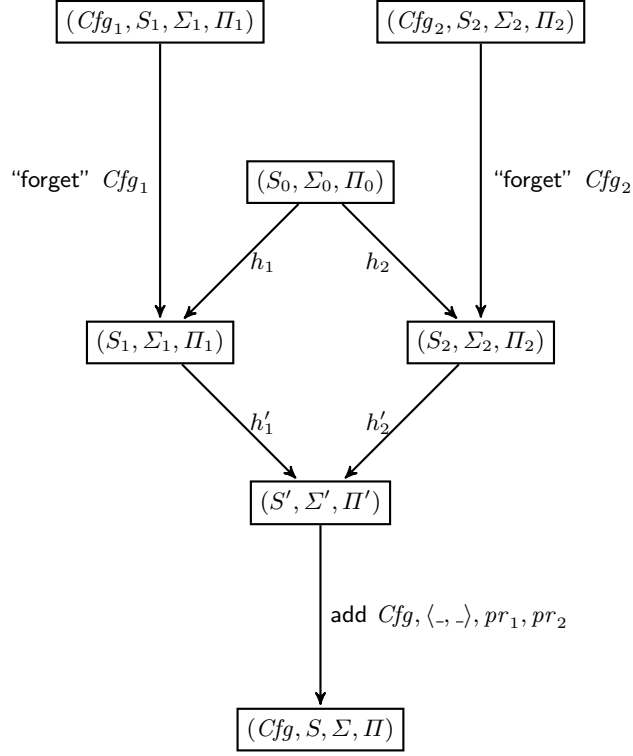 (Cfg₁, S₁, Σ₁, Π₁)
(Cfg₂, S₂, Σ₂, Π₂)
“forget” Cfg₁
(S₀, Σ₀, Π₀)
“forget” Cfg₂
h₁
h₂
(S₁, Σ₁, Π₁)
(S₂, Σ₂, Π₂)
h′₁
h′₂
(S′, Σ′, Π′)
add Cfg, ⟨_, _⟩, pr₁, pr₂
(Cfg, S, Σ, Π)